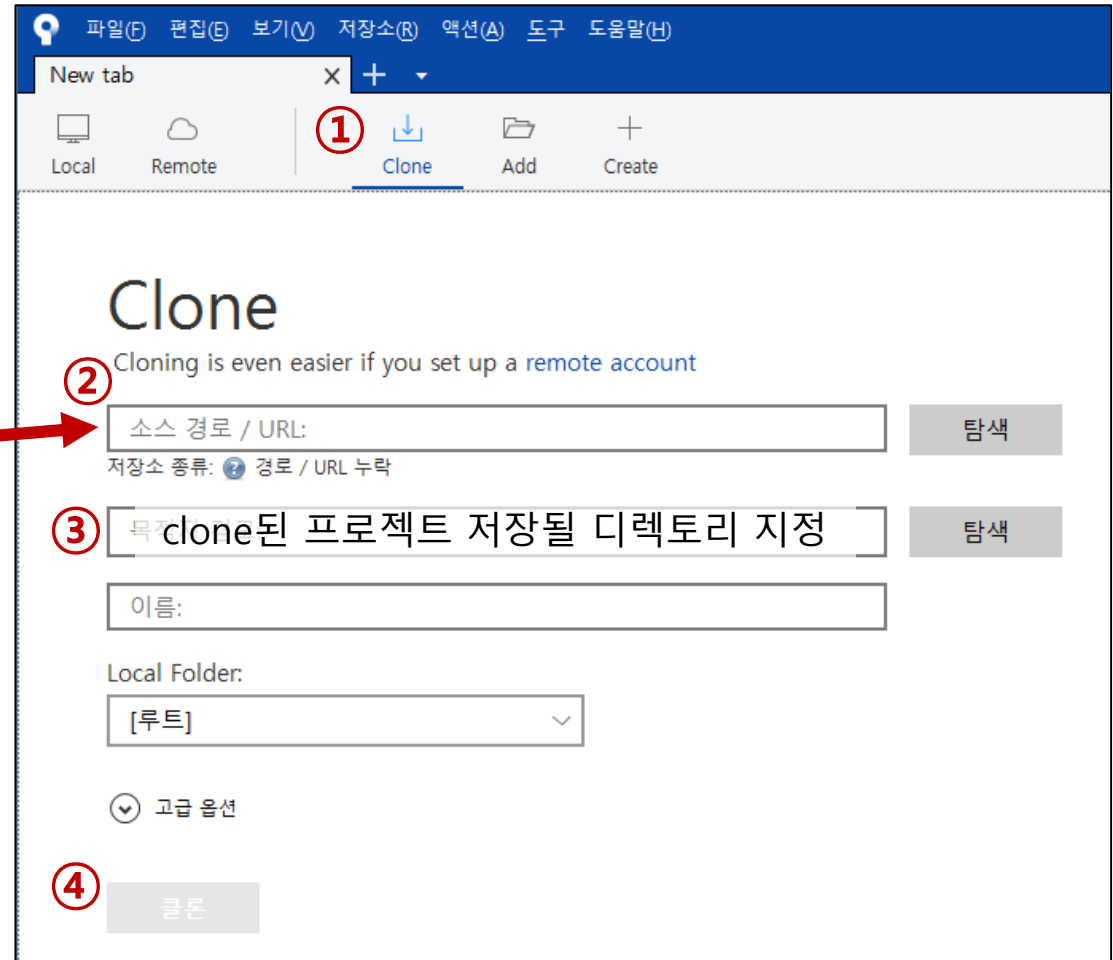 파일(F) 편집(E) 보기(V) 저장소(R) 액션(A) 도구 도움말(H)
New tab
①
Local Remote Clone Add Create
Clone
Cloning is even easier if you set up a remote account
②
소스 경로 / URL: 탐색
저장소 종류: 경로 / URL 누락
③ clone된 프로젝트 저장될 디렉토리 지정 탐색
이름:
Local Folder:
[루트]
고급 옵션
④
클론